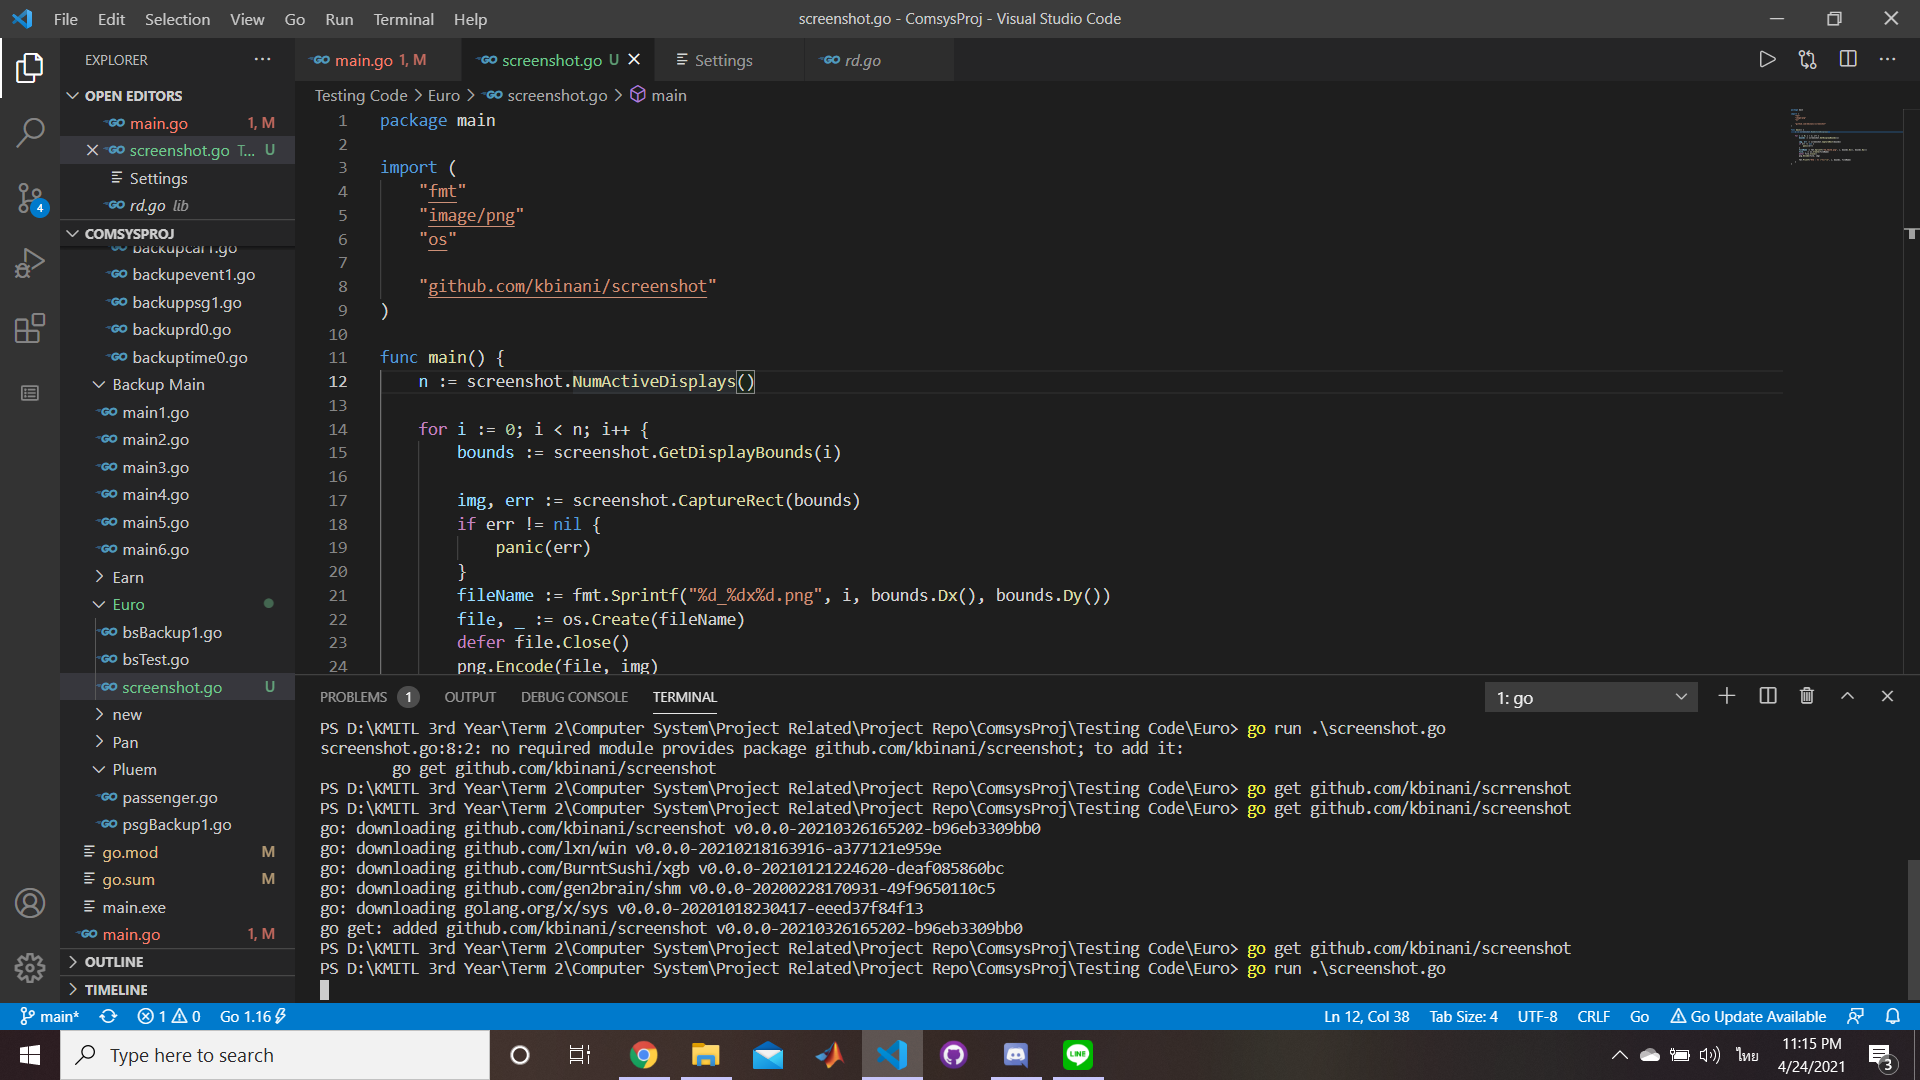 File Edit Selection View Go Run Terminal Help
screenshot.go - ComsysProj - Visual Studio Code
EXPLORER
main.go 1, M
screenshot.go U
Settings
rd.go
OPEN EDITORS
main.go 1, M
screenshot.go T... U
Settings
rd.go lib
COMSYSPROJ
backupcar1.go
backupevent1.go
backuppsg1.go
backuprd0.go
backuptime0.go
Backup Main
main1.go
main2.go
main3.go
main4.go
main5.go
main6.go
Earn
Euro
bsBackup1.go
bsTest.go
screenshot.go U
new
Pan
Pluem
passenger.go
psgBackup1.go
go.mod M
go.sum M
main.exe
main.go 1, M
OUTLINE
TIMELINE
4
Testing Code > Euro > screenshot.go > main
1 package main
2
3 import (
4 "fmt"
5 "image/png"
6 "os"
7
8 "github.com/kbinani/screenshot"
9 )
10
11 func main() {
12 n := screenshot.NumActiveDisplays()
13
14 for i := 0; i < n; i++ {
15 bounds := screenshot.GetDisplayBounds(i)
16
17 img, err := screenshot.CaptureRect(bounds)
18 if err != nil {
19 panic(err)
20 }
21 fileName := fmt.Sprintf("%d_%dx%d.png", i, bounds.Dx(), bounds.Dy())
22 file, _ := os.Create(fileName)
23 defer file.Close()
24 png.Encode(file, img)
PROBLEMS 1 OUTPUT DEBUG CONSOLE TERMINAL
1: go
PS D:\KMITL 3rd Year\Term 2\Computer System\Project Related\Project Repo\ComsysProj\Testing Code\Euro> go run .\screenshot.go
screenshot.go:8:2: no required module provides package github.com/kbinani/screenshot; to add it:
go get github.com/kbinani/screenshot
PS D:\KMITL 3rd Year\Term 2\Computer System\Project Related\Project Repo\ComsysProj\Testing Code\Euro> go get github.com/kbinani/scrrenshot
PS D:\KMITL 3rd Year\Term 2\Computer System\Project Related\Project Repo\ComsysProj\Testing Code\Euro> go get github.com/kbinani/screenshot
go: downloading github.com/kbinani/screenshot v0.0.0-20210326165202-b96eb3309bb0
go: downloading github.com/lxn/win v0.0.0-20210218163916-a377121e959e
go: downloading github.com/BurntSushi/xgb v0.0.0-20210121224620-deaf085860bc
go: downloading github.com/gen2brain/shm v0.0.0-20200228170931-49f9650110c5
go: downloading golang.org/x/sys v0.0.0-20201018230417-eeed37f84f13
go get: added github.com/kbinani/screenshot v0.0.0-20210326165202-b96eb3309bb0
PS D:\KMITL 3rd Year\Term 2\Computer System\Project Related\Project Repo\ComsysProj\Testing Code\Euro> go get github.com/kbinani/screenshot
PS D:\KMITL 3rd Year\Term 2\Computer System\Project Related\Project Repo\ComsysProj\Testing Code\Euro> go run .\screenshot.go
main* 1 0 Go 1.16
Ln 12, Col 38 Tab Size: 4 UTF-8 CRLF Go Go Update Available
Type here to search
LINE
ไทย
11:15 PM
4/24/2021
3